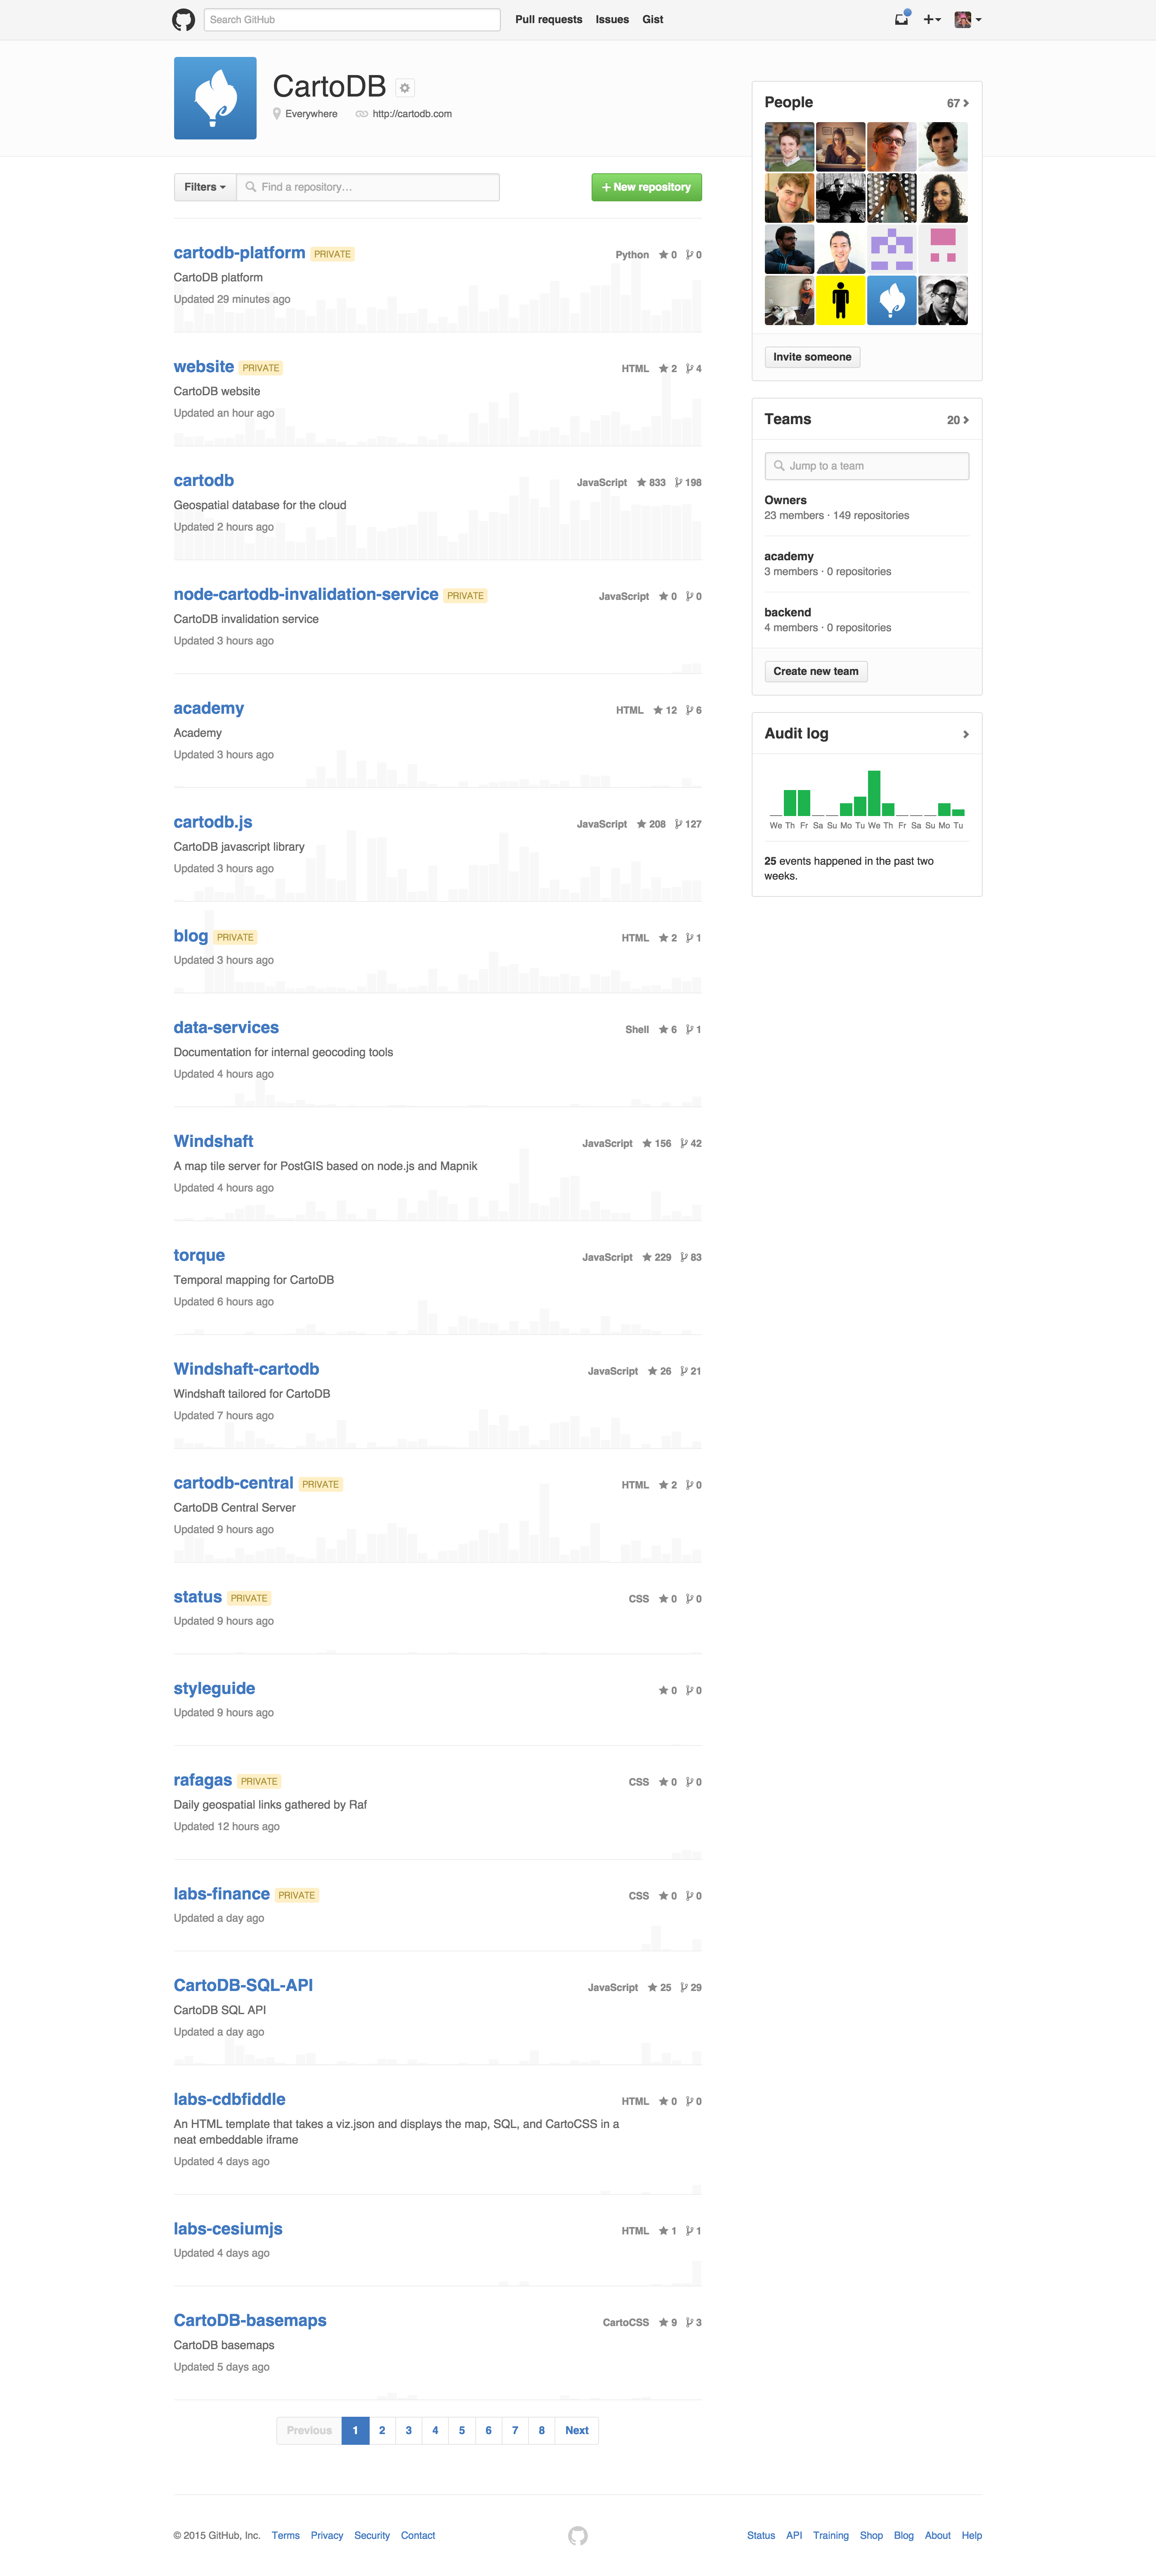 Search GitHub
Pull requests Issues Gist
CartoDB
Everywhere http://cartodb.com
Filters Find a repository… + New repository
cartodb-platform PRIVATE Python 0 0
CartoDB platform
Updated 29 minutes ago
website PRIVATE HTML 2 4
CartoDB website
Updated an hour ago
cartodb JavaScript 833 198
Geospatial database for the cloud
Updated 2 hours ago
node-cartodb-invalidation-service PRIVATE JavaScript 0 0
CartoDB invalidation service
Updated 3 hours ago
academy HTML 12 6
Academy
Updated 3 hours ago
cartodb.js JavaScript 208 127
CartoDB javascript library
Updated 3 hours ago
blog PRIVATE HTML 2 1
Updated 3 hours ago
data-services Shell 6 1
Documentation for internal geocoding tools
Updated 4 hours ago
Windshaft JavaScript 156 42
A map tile server for PostGIS based on node.js and Mapnik
Updated 4 hours ago
torque JavaScript 229 83
Temporal mapping for CartoDB
Updated 6 hours ago
Windshaft-cartodb JavaScript 26 21
Windshaft tailored for CartoDB
Updated 7 hours ago
cartodb-central PRIVATE HTML 2 0
CartoDB Central Server
Updated 9 hours ago
status PRIVATE CSS 0 0
Updated 9 hours ago
styleguide 0 0
Updated 9 hours ago
rafagas PRIVATE CSS 0 0
Daily geospatial links gathered by Raf
Updated 12 hours ago
labs-finance PRIVATE CSS 0 0
Updated a day ago
CartoDB-SQL-API JavaScript 25 29
CartoDB SQL API
Updated a day ago
labs-cdbfiddle HTML 0 0
An HTML template that takes a viz.json and displays the map, SQL, and CartoCSS in a
neat embeddable iframe
Updated 4 days ago
labs-cesiumjs HTML 1 1
Updated 4 days ago
CartoDB-basemaps CartoCSS 9 3
CartoDB basemaps
Updated 5 days ago
Previous 1 2 3 4 5 6 7 8 Next
People 67
Invite someone
Teams 20
Jump to a team
Owners
23 members · 149 repositories
academy
3 members · 0 repositories
backend
4 members · 0 repositories
Create new team
Audit log
We Th Fr Sa Su Mo Tu We Th Fr Sa Su Mo Tu
25 events happened in the past two
weeks.
© 2015 GitHub, Inc. Terms Privacy Security Contact
Status API Training Shop Blog About Help